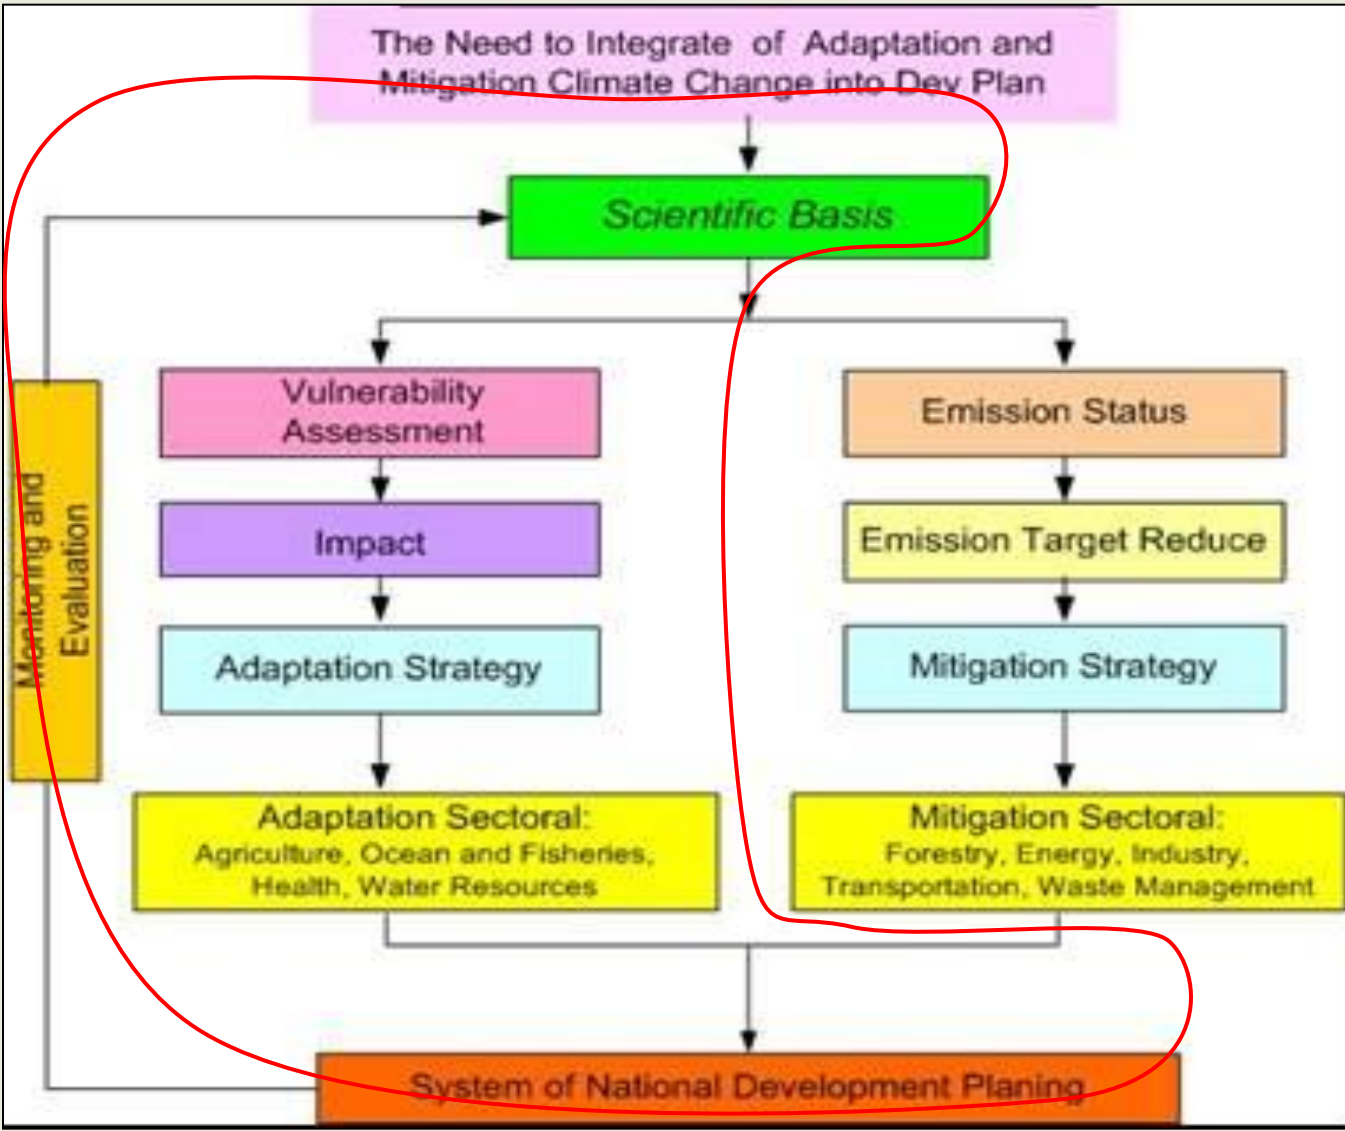 The Need to Integrate of Adaptation and
Mitigation Climate Change into Dev Plan
Scientific Basis
Vulnerability
Assessment
Emission Status
Impact
Emission Target Reduce
Adaptation Strategy
Mitigation Strategy
Monitoring and
Evaluation
Adaptation Sectoral:
Agriculture, Ocean and Fisheries,
Health, Water Resources
Mitigation Sectoral:
Forestry, Energy, Industry,
Transportation, Waste Management
System of National Development Planing